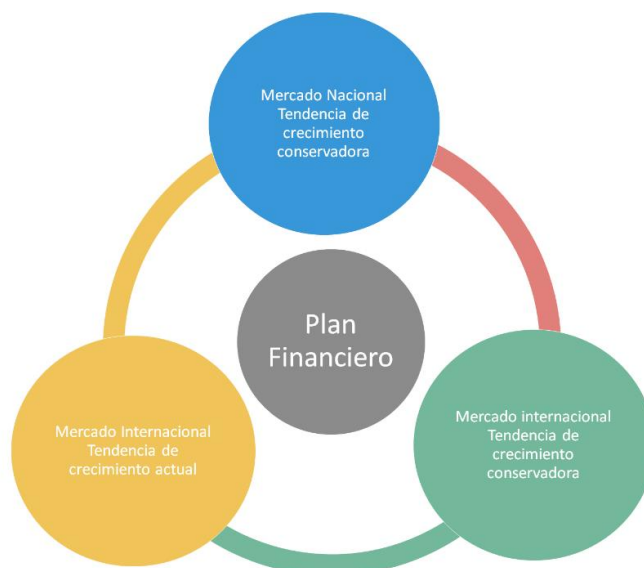 Mercado Nacional
Tendencia de
crecimiento
conservadora
Plan
Financiero
Mercado Internacional
Tendencia de
crecimiento actual
Mercado internacional
Tendencia de
crecimiento
conservadora